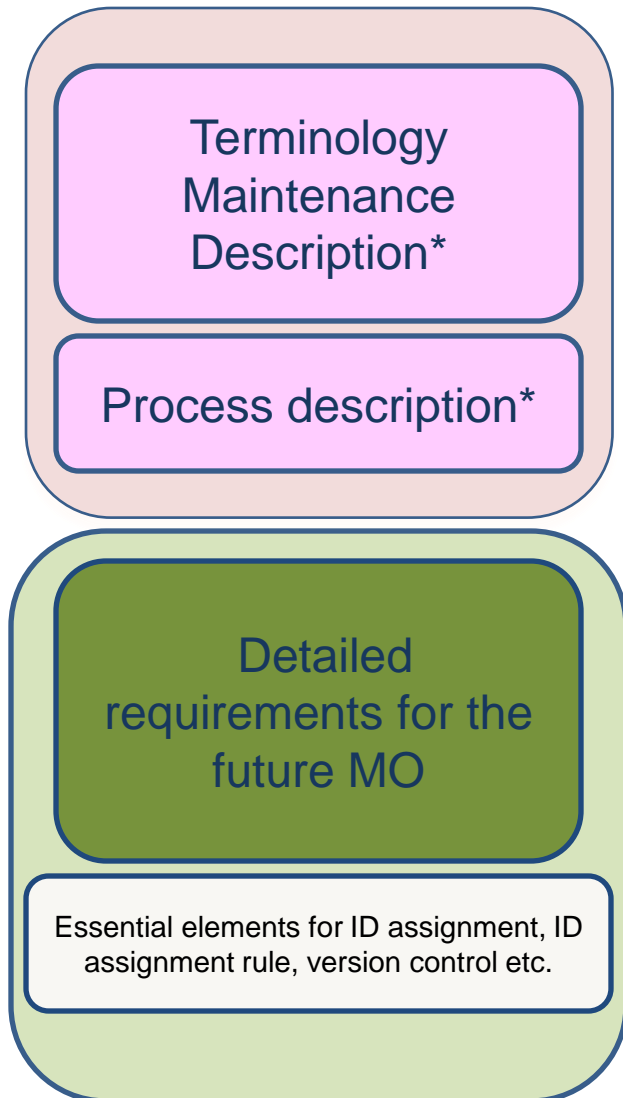 Terminology
Maintenance
Description*
Process description*
Detailed
requirements for the
future MO
Essential elements for ID assignment, ID
assignment rule, version control etc.